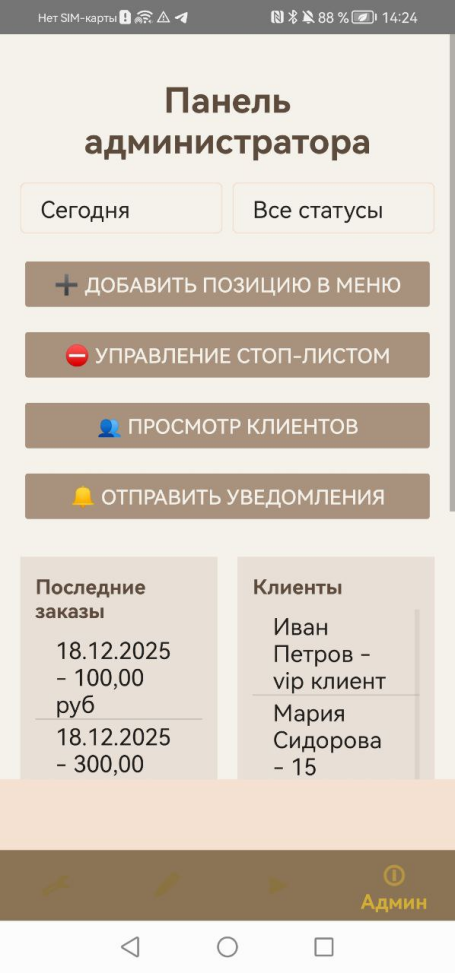 Нет SIM-карты 88 % 14:24
Панель
администратора
Сегодня Все статусы
ДОБАВИТЬ ПОЗИЦИЮ В МЕНЮ
УПРАВЛЕНИЕ СТОП-ЛИСТОМ
ПРОСМОТР КЛИЕНТОВ
ОТПРАВИТЬ УВЕДОМЛЕНИЯ
Последние
заказы
18.12.2025
- 100,00
руб
18.12.2025
- 300,00
Клиенты
Иван
Петров -
vip клиент
Мария
Сидорова
- 15
Админ